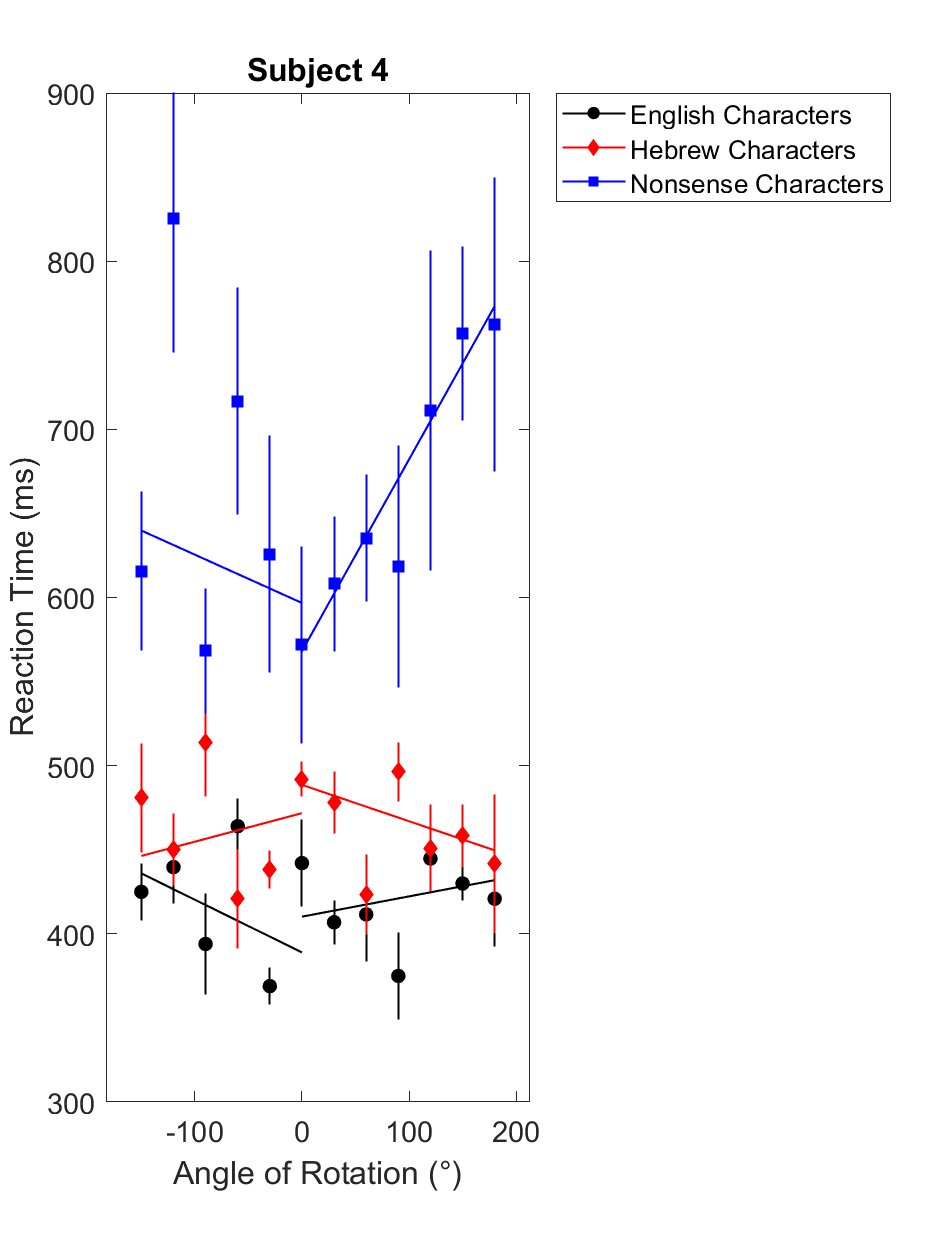 Subject 4
English Characters
Hebrew Characters
Nonsense Characters
900
800
700
600
500
400
300
Reaction Time (ms)
-100 0 100 200
Angle of Rotation (°)